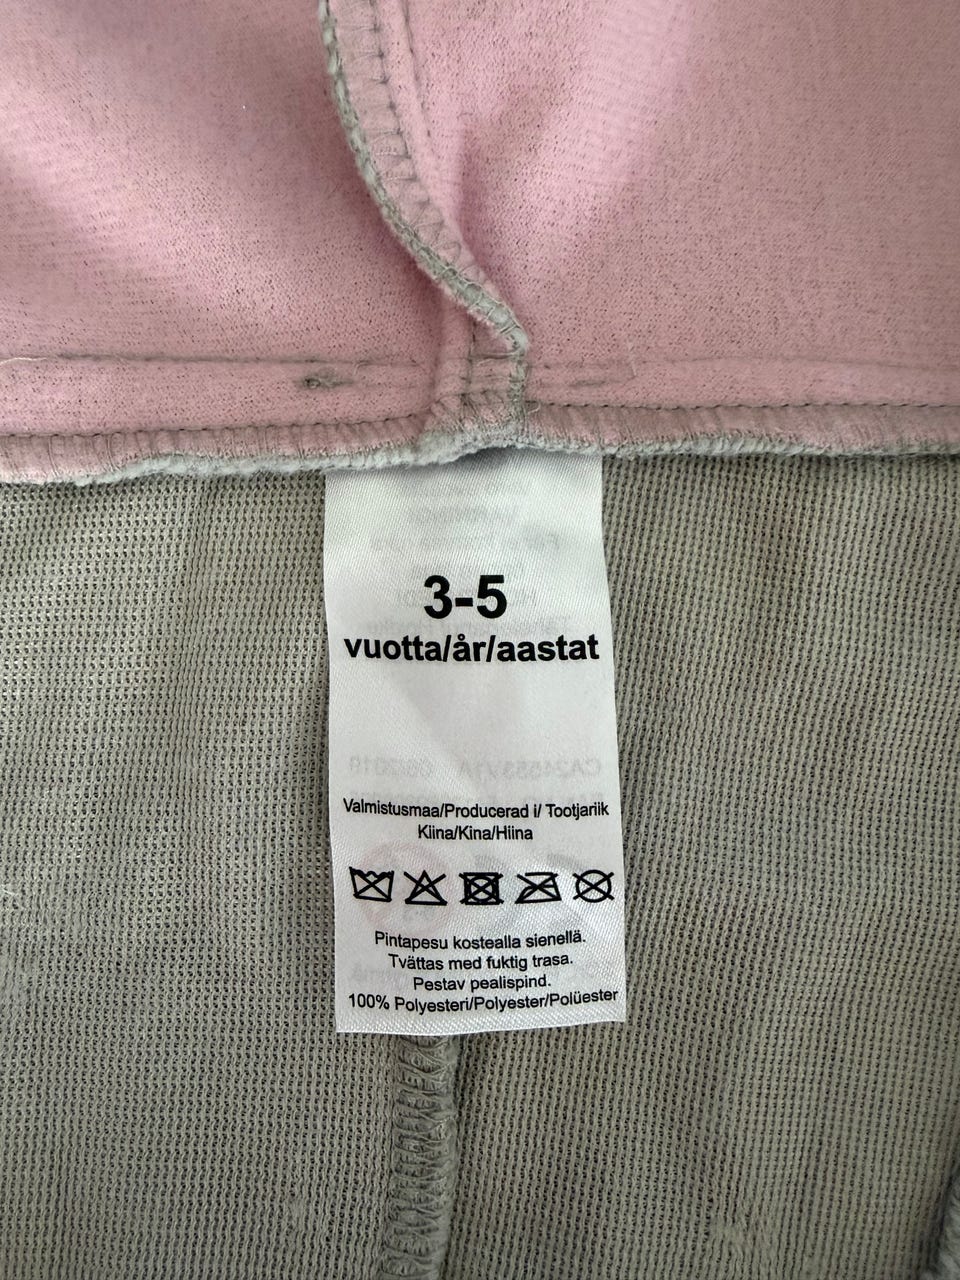 3-5
vuotta/år/aastat
Valmistusmaa/Producerad i/ Tootjariik
Kiina/Kina/Hiina
Pintapesu kostealla sienellä.
Tvättas med fuktig trasa.
Pestav pealispind.
100% Polyesteri/Polyester/Polüester